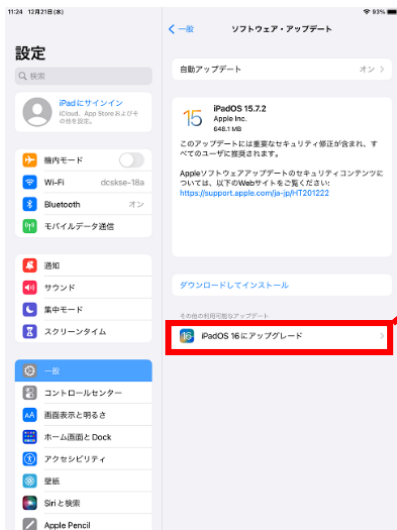 11:24 12月21日(水)
93%
設定
検索
iPadにサインイン
iCloud、App Storeおよびそ
の他を設定。
機内モード
Wi-Fi
dcskse-18a
Bluetooth
オン
モバイルデータ通信
通知
サウンド
集中モード
スクリーンタイム
一般
コントロールセンター
AA
画面表示と明るさ
ホーム画面とDock
アクセシビリティ
壁紙
Siriと検索
Apple Pencil
一般
ソフトウェア・アップデート
自動アップデート
オン
15
iPadOS 15.7.2
Apple Inc.
648.1 MB
このアップデートには重要なセキュリティ修正が含まれ、す
べてのユーザに推奨されます。
Appleソフトウェアアップデートのセキュリティコンテンツに
ついては、以下のWebサイトをご覧ください:
https://support.apple.com/ja-jp/HT201222
ダウンロードしてインストール
その他の利用可能なアップデート
16
iPadOS 16にアップグレード